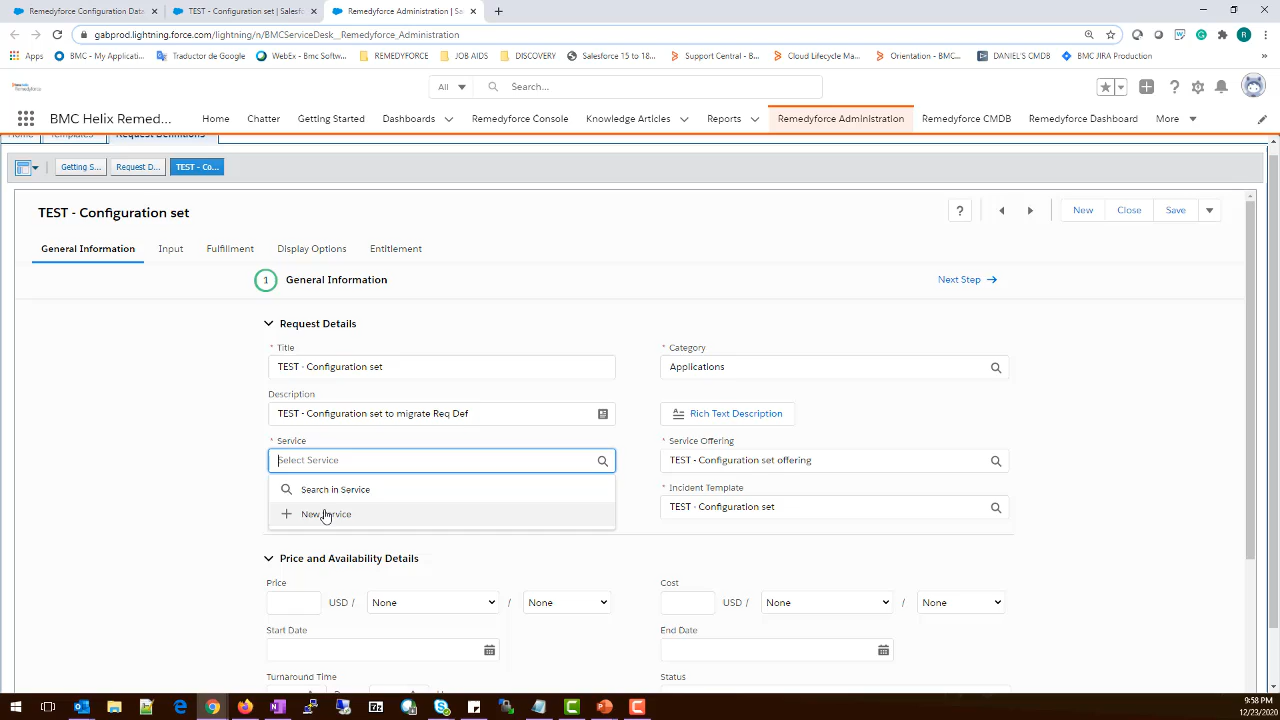 Remedyforce Configuration Data
TEST - Configuration set | Salesf
Remedyforce Administration | Sa
gabprod.lightning.force.com/lightning/n/BMCServiceDesk__Remedyforce_Administration
R
Apps
BMC - My Applicati...
Traductor de Google
WebEx - Bmc Softw...
REMEDYFORCE
JOB AIDS
DISCOVERY
Salesforce 15 to 18...
Support Central - B...
Cloud Lifecycle Ma...
Orientation - BMC...
DANIEL'S CMDB
BMC JIRA Production
Remedyforce
All
Search...
BMC Helix Remed...
Home
Chatter
Getting Started
Dashboards
Remedyforce Console
Knowledge Articles
Reports
Remedyforce Administration
Remedyforce CMDB
Remedyforce Dashboard
More
Home
Templates
Request Definitions
Getting S...
Request D...
TEST - Co...
TEST - Configuration set
?
New
Close
Save
General Information
Input
Fulfillment
Display Options
Entitlement
1
General Information
Next Step
Request Details
* Title
* Category
TEST - Configuration set
Applications
Description
TEST - Configuration set to migrate Req Def
Rich Text Description
* Service
* Service Offering
Select Service
TEST - Configuration set offering
Search in Service
* Incident Template
New Service
TEST - Configuration set
Price and Availability Details
Price
Cost
USD /
None
/
None
USD /
None
/
None
Start Date
End Date
Turnaround Time
Status
9:58 PM
12/23/2020